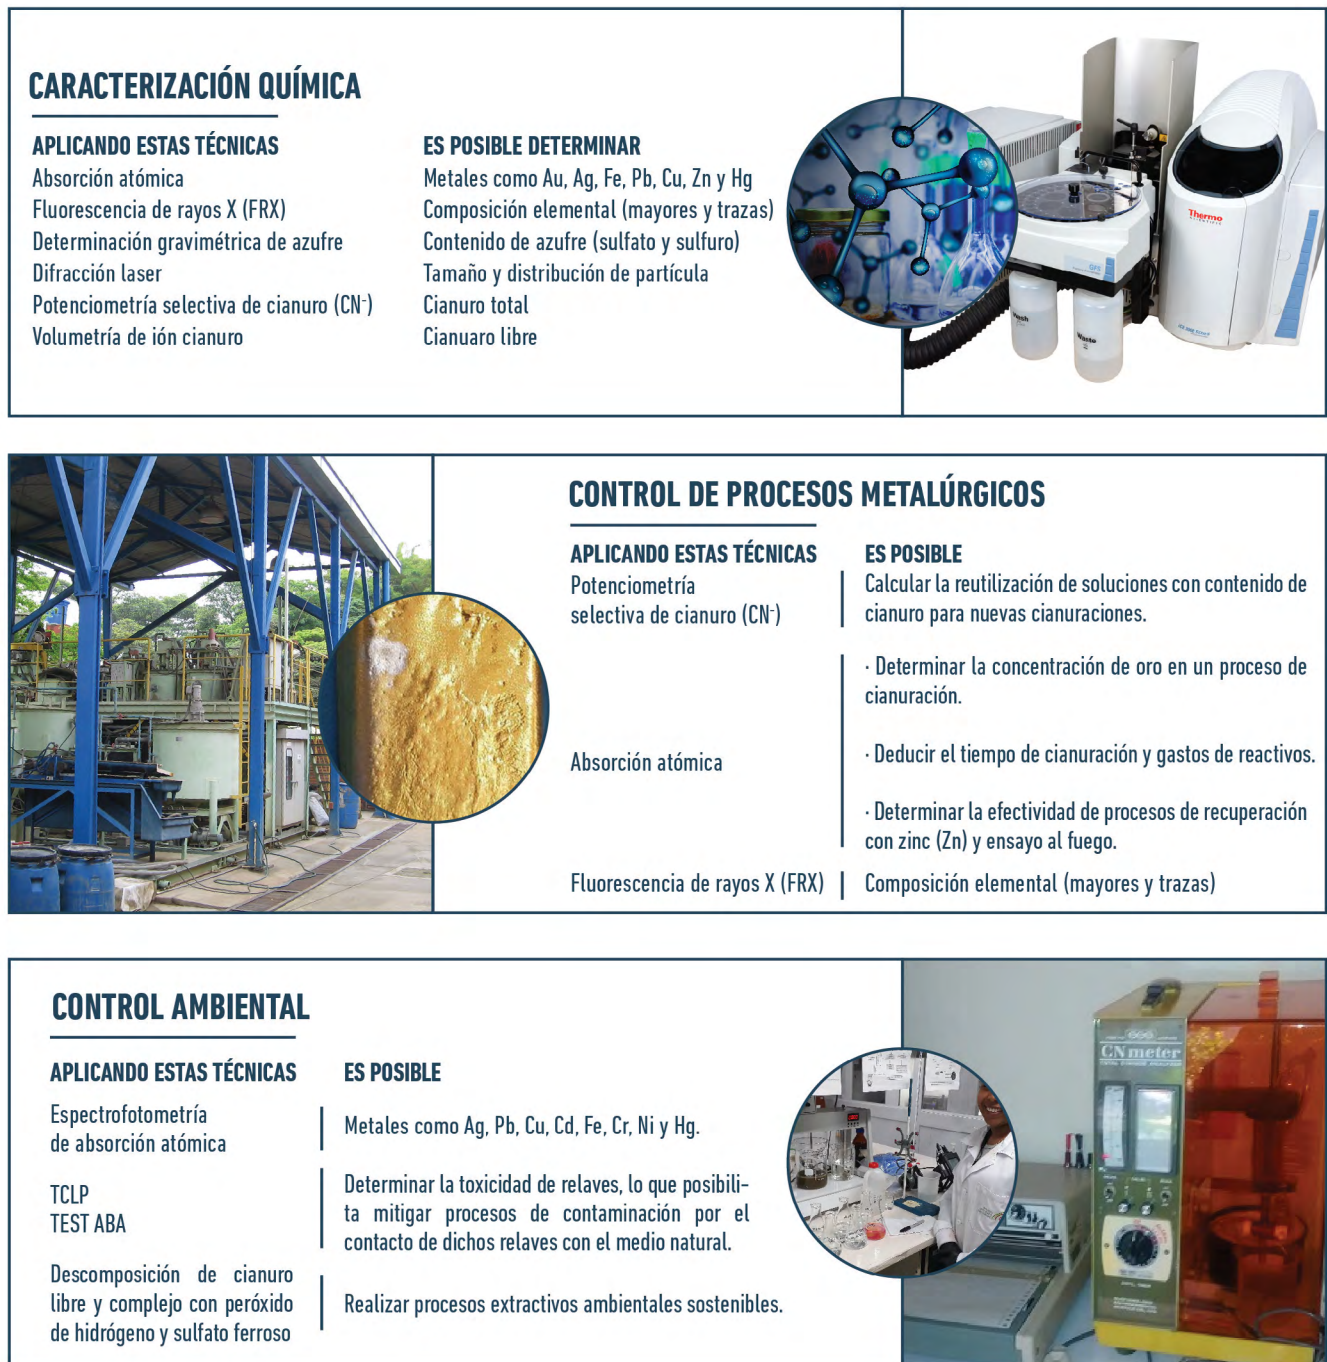 CARACTERIZACIÓN QUÍMICA
APLICANDO ESTAS TÉCNICAS
Absorción atómica
Fluorescencia de rayos X (FRX)
Determinación gravimétrica de azufre
Difracción laser
Potenciometría selectiva de cianuro (CN⁻)
Volumetría de ión cianuro
ES POSIBLE DETERMINAR
Metales como Au, Ag, Fe, Pb, Cu, Zn y Hg
Composición elemental (mayores y trazas)
Contenido de azufre (sulfato y sulfuro)
Tamaño y distribución de partícula
Cianuro total
Cianuaro libre
Thermo
SCIENTIFIC
GFS
Wash
Waste
CONTROL DE PROCESOS METALÚRGICOS
APLICANDO ESTAS TÉCNICAS
ES POSIBLE
Potenciometría
selectiva de cianuro (CN⁻)
Calcular la reutilización de soluciones con contenido de
cianuro para nuevas cianuraciones.
Absorción atómica
· Determinar la concentración de oro en un proceso de
cianuración.
· Deducir el tiempo de cianuración y gastos de reactivos.
· Determinar la efectividad de procesos de recuperación
con zinc (Zn) y ensayo al fuego.
Fluorescencia de rayos X (FRX)
Composición elemental (mayores y trazas)
CONTROL AMBIENTAL
APLICANDO ESTAS TÉCNICAS
ES POSIBLE
Espectrofotometría
de absorción atómica
Metales como Ag, Pb, Cu, Cd, Fe, Cr, Ni y Hg.
TCLP
TEST ABA
Determinar la toxicidad de relaves, lo que posibili-
ta mitigar procesos de contaminación por el
contacto de dichos relaves con el medio natural.
Descomposición de cianuro
libre y complejo con peróxido
de hidrógeno y sulfato ferroso
Realizar procesos extractivos ambientales sostenibles.
CN meter